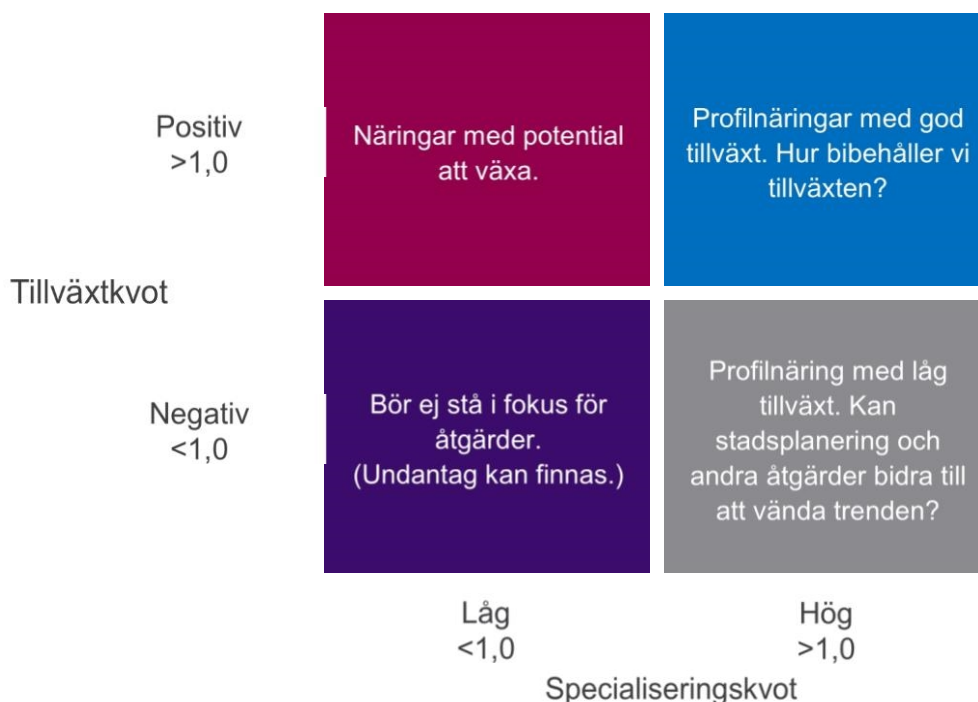 Positiv
>1,0
Näringar med potential
att växa.
Profilnäringar med god
tillväxt. Hur bibehåller vi
tillväxten?
Tillväxtkvot
Negativ
<1,0
Bör ej stå i fokus för
åtgärder.
(Undantag kan finnas.)
Profilnäring med låg
tillväxt. Kan
stadsplanering och
andra åtgärder bidra till
att vända trenden?
Låg
<1,0
Hög
>1,0
Specialiseringskvot